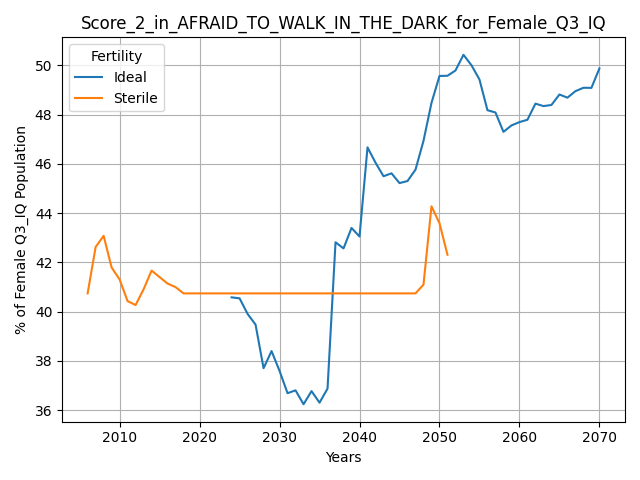 Score_2_in_AFRAID_TO_WALK_IN_THE_DARK_for_Female_Q3_IQ
Fertility
Ideal
Sterile
% of Female Q3_IQ Population
50
48
46
44
42
40
38
36
2010 2020 2030 2040 2050 2060 2070
Years